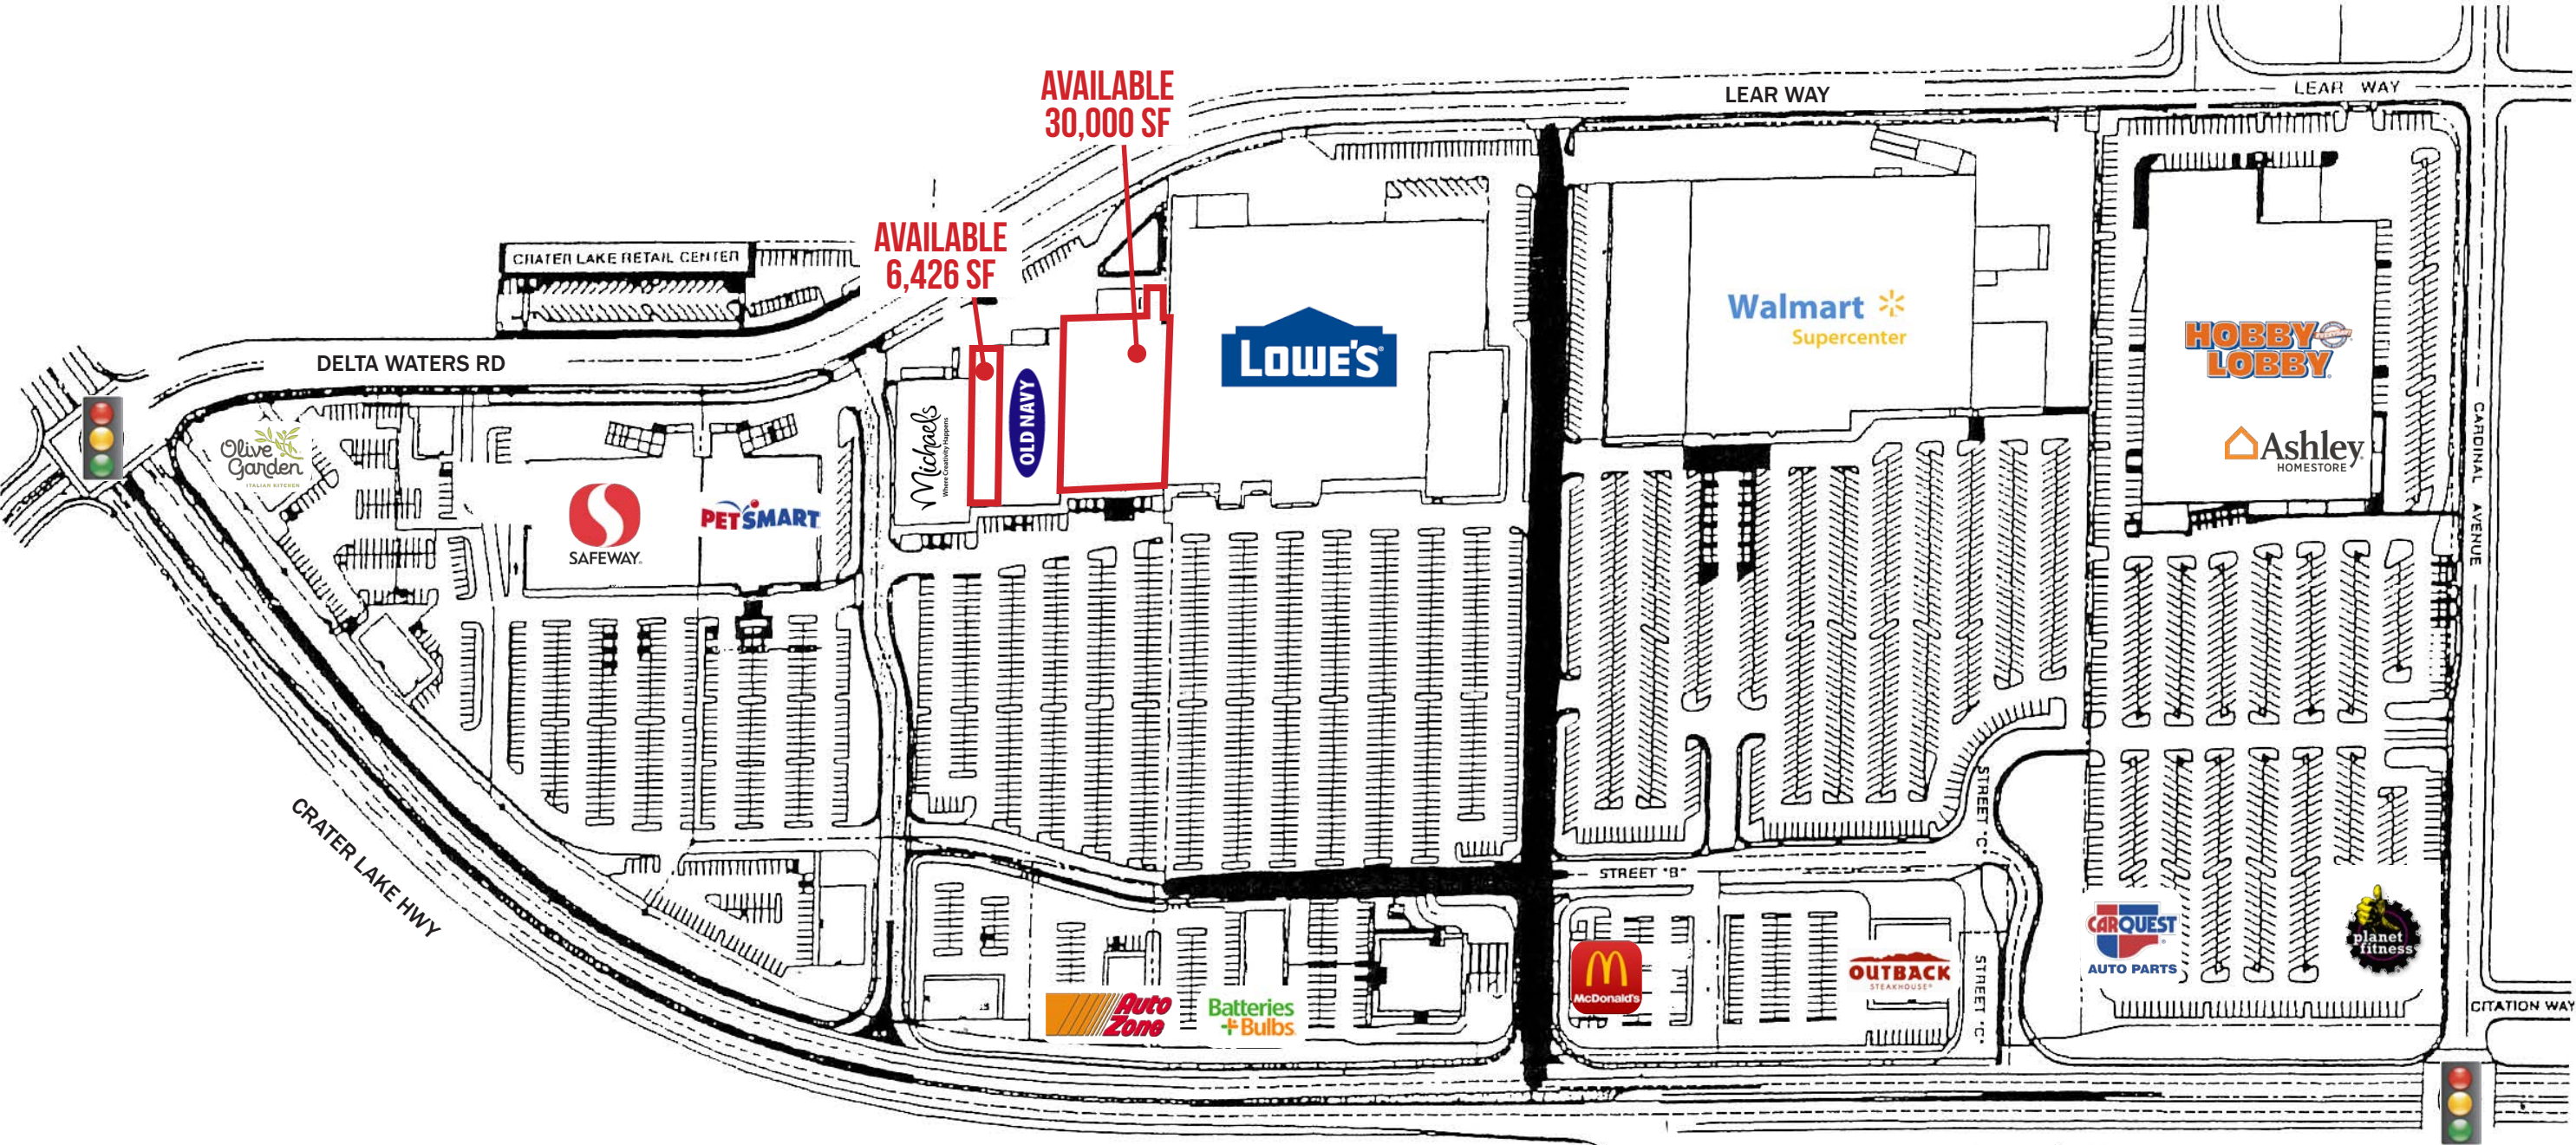 AVAILABLE
30,000 SF
LEAR WAY
LEAR WAY
AVAILABLE
6,426 SF
CRATER LAKE RETAIL CENTER
DELTA WATERS RD
Walmart
Supercenter
LOWE'S
HOBBY
LOBBY
Ashley
HOMESTORE
CARDINAL AVENUE
Olive
Garden
ITALIAN KITCHEN
SAFEWAY
PETSMART
Michaels
Where Creativity Happens
OLD NAVY
CRATER LAKE HWY
STREET "C"
STREET "B"
STREET "C"
Auto
Zone
Batteries
+Bulbs
McDonald's
OUTBACK
STEAKHOUSE
CARQUEST
AUTO PARTS
planet
fitness
CITATION WAY